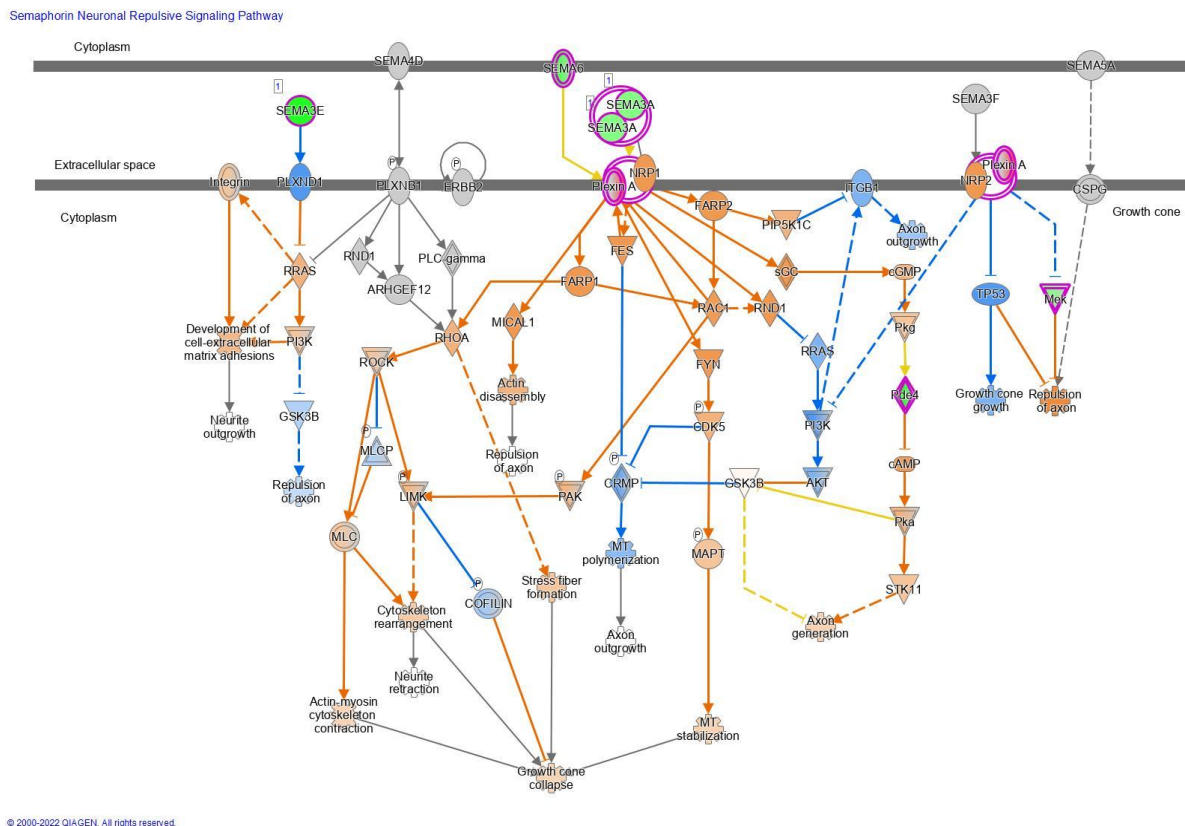 Semaphorin Neuronal Repulsive Signaling Pathway
Cytoplasm
SEMA4D
SEMA6
SEMA5A
1
1
1
SEMA3E
SEMA3A
SEMA3A
SEMA3F
Extracellular space
P
P
Integrin
PLXND1
PLXNB1
ERBB2
Plexin A
NRP1
ITGB1
NRP2
Plexin A
CSPG
Cytoplasm
Growth cone
FARP2
PIP5K1C
Axon
outgrowth
RND1
PLC-gamma
FES
RRAS
sGC
cGMP
ARHGEF12
FARP1
TP53
Mek
MICAL1
RAC1
RND1
Pkg
Development of
cell-extracellular
matrix adhesions
PI3K
RHOA
RRAS
ROCK
FYN
Actin
disassembly
Pde4
Growth cone
growth
Repulsion
of axon
GSK3B
Neurite
outgrowth
P
MLCP
P
CDK5
PI3K
Repulsion
of axon
Repulsion
of axon
P
LIMK
P
PAK
P
CRMP
GSK3B
AKT
cAMP
Pka
MLC
P
MAPT
MT
polymerization
P
COFILIN
Stress fiber
formation
STK11
Cytoskeleton
rearrangement
Axon
generation
Axon
outgrowth
Neurite
retraction
Actin-myosin
cytoskeleton
contraction
MT
stabilization
Growth cone
collapse
© 2000-2022 QIAGEN. All rights reserved.